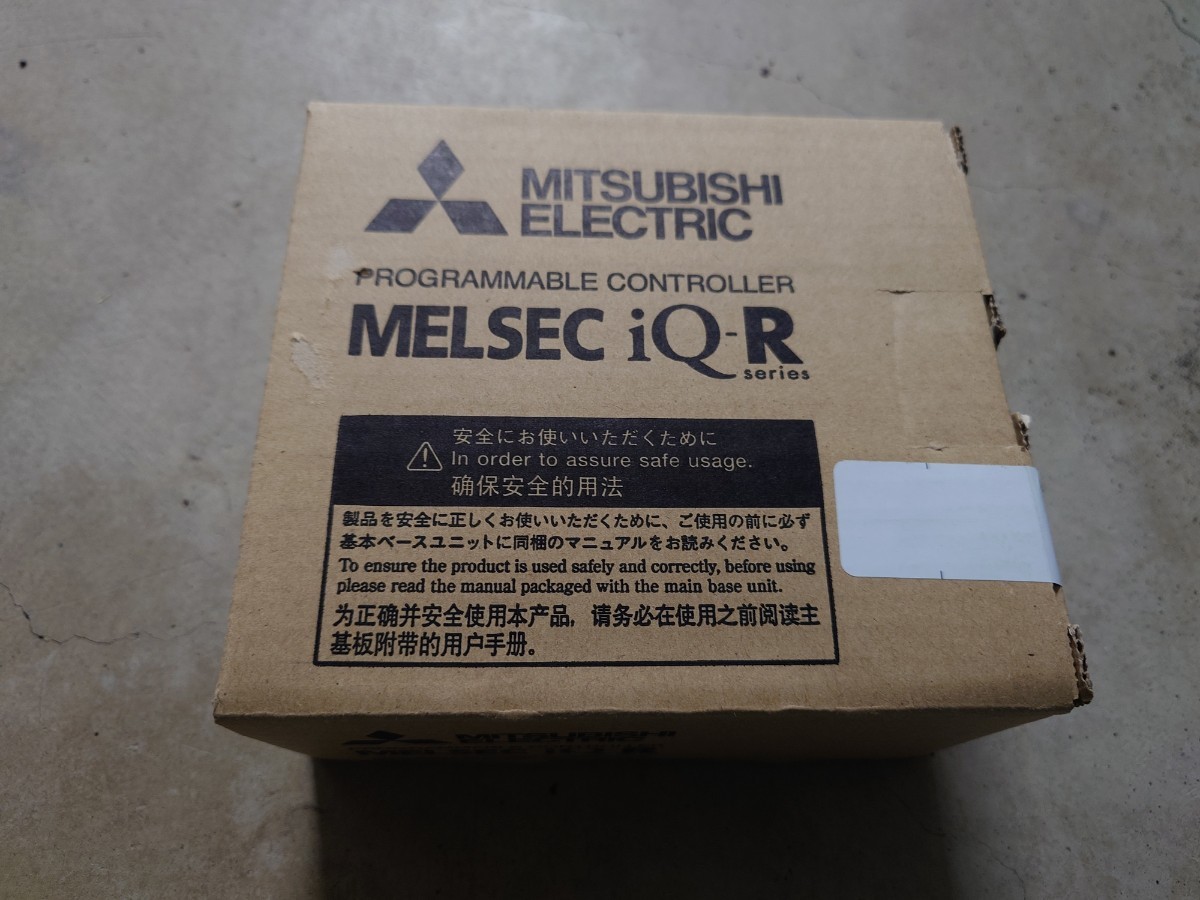 MITSUBISHI
ELECTRIC
PROGRAMMABLE CONTROLLER
MELSEC iQ-R
series
安全にお使いいただくために
In order to assure safe usage.
确保安全的用法
製品を安全に正しくお使いいただくために、ご使用の前に必ず
基本ベースユニットに同梱のマニュアルをお読みください。
To ensure the product is used safely and correctly, before using
please read the manual packaged with the main base unit.
为正确并安全使用本产品，请务必在使用之前阅读主
基板附带的用户手册。
MITSUBISHI